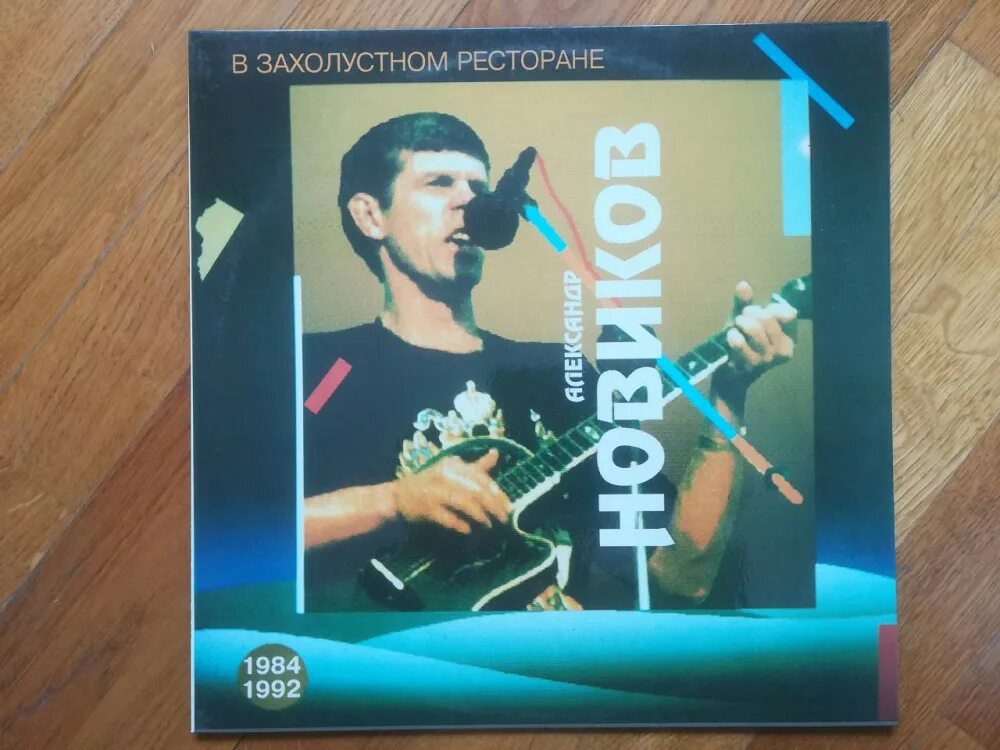 В ЗАХОЛУСТНОМ РЕСТОРАНЕ
АЛЕКСАНДР
НОВИКОВ
1984
1992